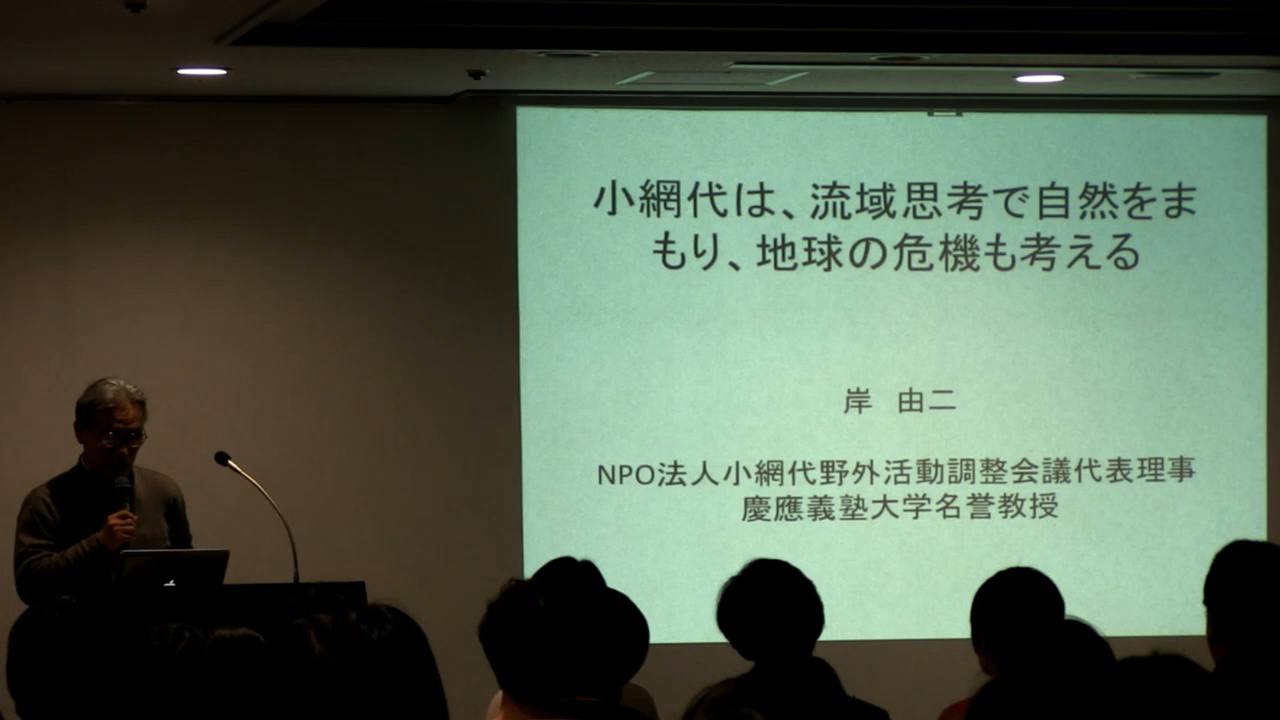 小網代は、流域思考で自然をま
もり、地球の危機も考える
岸 由二
NPO法人小網代野外活動調整会議代表理事
慶應義塾大学名誉教授